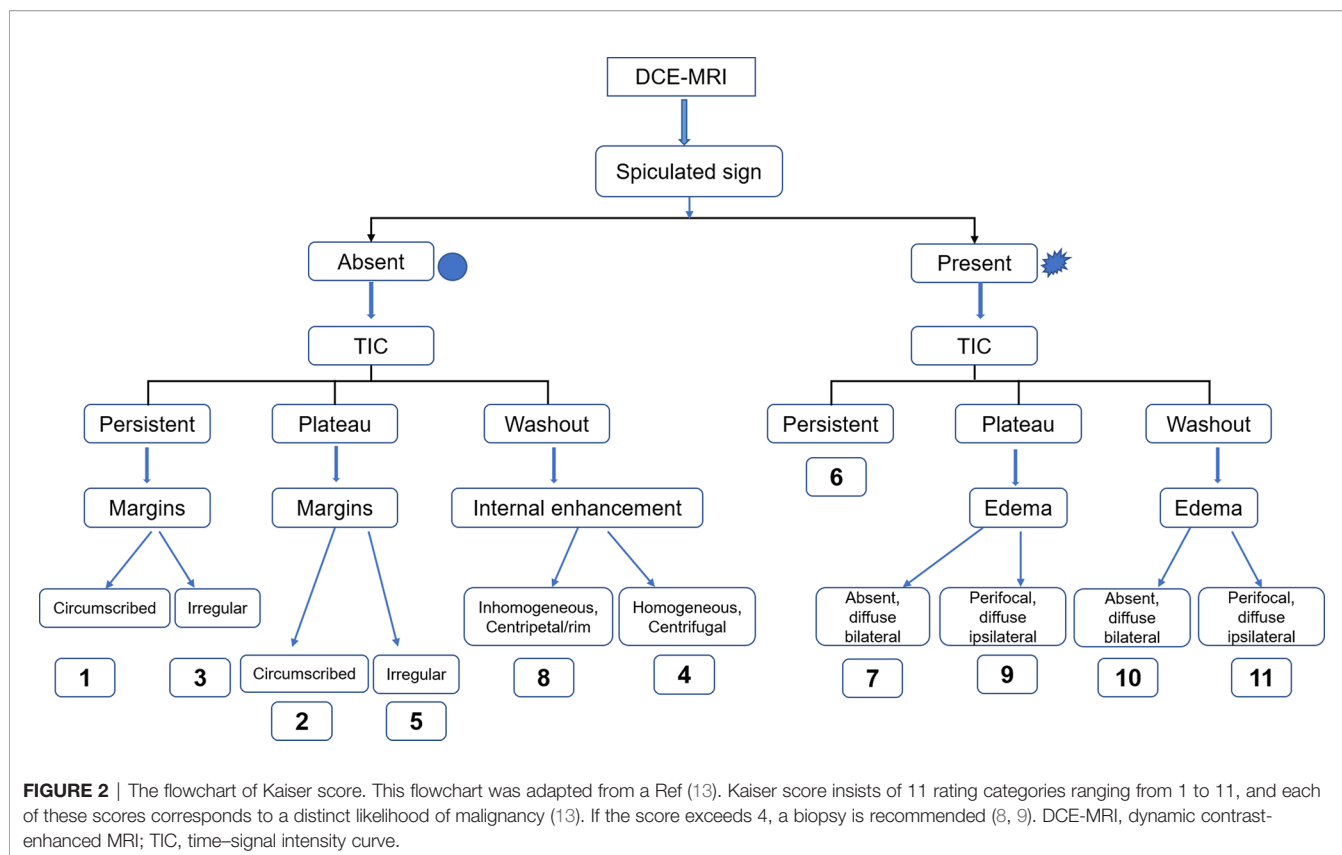 DCE-MRI
Spiculated sign
Absent
Present
TIC
TIC
Persistent
Plateau
Washout
Persistent
Plateau
Washout
6
Margins
Margins
Internal enhancement
Edema
Edema
Circumscribed
Irregular
Inhomogeneous,
Centripetal/rim
Homogeneous,
Centrifugal
Absent,
diffuse
bilateral
Perifocal,
diffuse
ipsilateral
Absent,
diffuse
bilateral
Perifocal,
diffuse
ipsilateral
Circumscribed
Irregular
1
3
8
4
7
9
10
11
2
5
FIGURE 2 | The flowchart of Kaiser score. This flowchart was adapted from a Ref (13). Kaiser score insists of 11 rating categories ranging from 1 to 11, and each
of these scores corresponds to a distinct likelihood of malignancy (13). If the score exceeds 4, a biopsy is recommended (8, 9). DCE-MRI, dynamic contrast-
enhanced MRI; TIC, time–signal intensity curve.